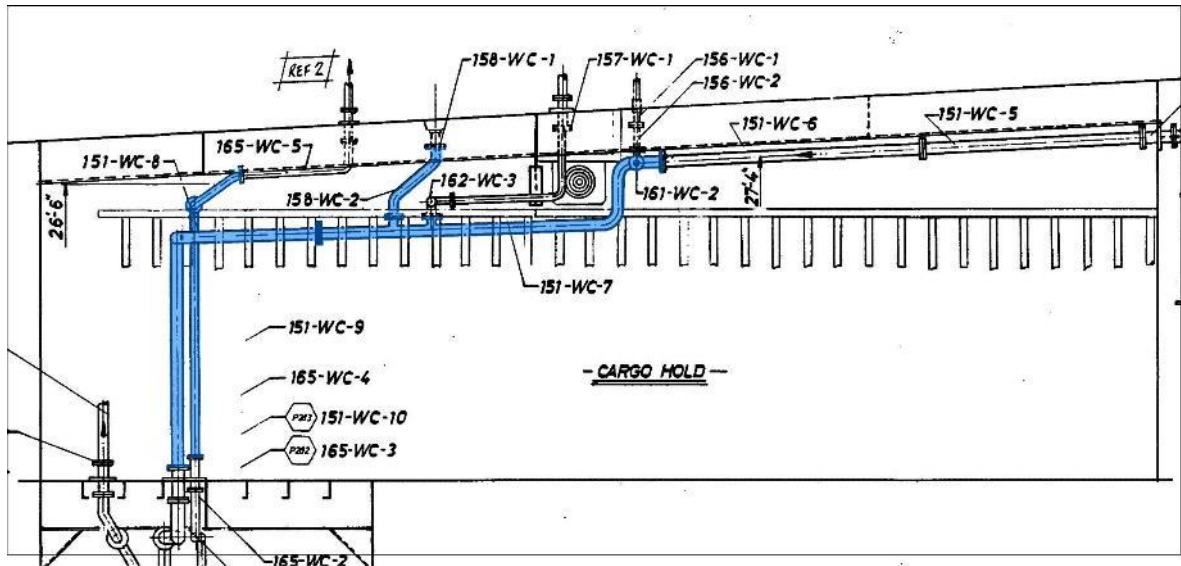 REF 2
158-WC-1
157-WC-1
156-WC-1
156-WC-2
151-WC-8
165-WC-5
151-WC-6
151-WC-5
26'-6"
158-WC-2
162-WC-3
161-WC-2
27'-4"
151-WC-7
151-WC-9
165-WC-4
- CARGO HOLD -
P283 151-WC-10
P282 165-WC-3
165-WC-2